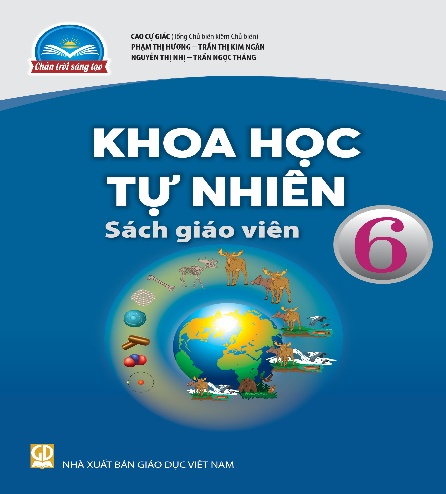 CAO CỰ GIÁC (Tổng Chủ biên kiêm Chủ biên)
PHẠM THỊ HƯƠNG – TRẦN THỊ KIM NGÂN
NGUYỄN THỊ NHỊ – TRẦN NGỌC THẮNG
Chân trời sáng tạo
KHOA HỌC
TỰ NHIÊN
Sách giáo viên
6
GD
NHÀ XUẤT BẢN GIÁO DỤC VIỆT NAM